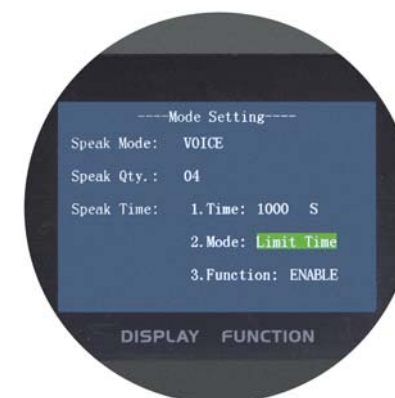 ----Mode Setting----
Speak Mode: VOICE
Speak Qty.: 04
Speak Time: 1.Time: 1000 S
2.Mode: Limit Time
3.Function: ENABLE
DISPLAY FUNCTION